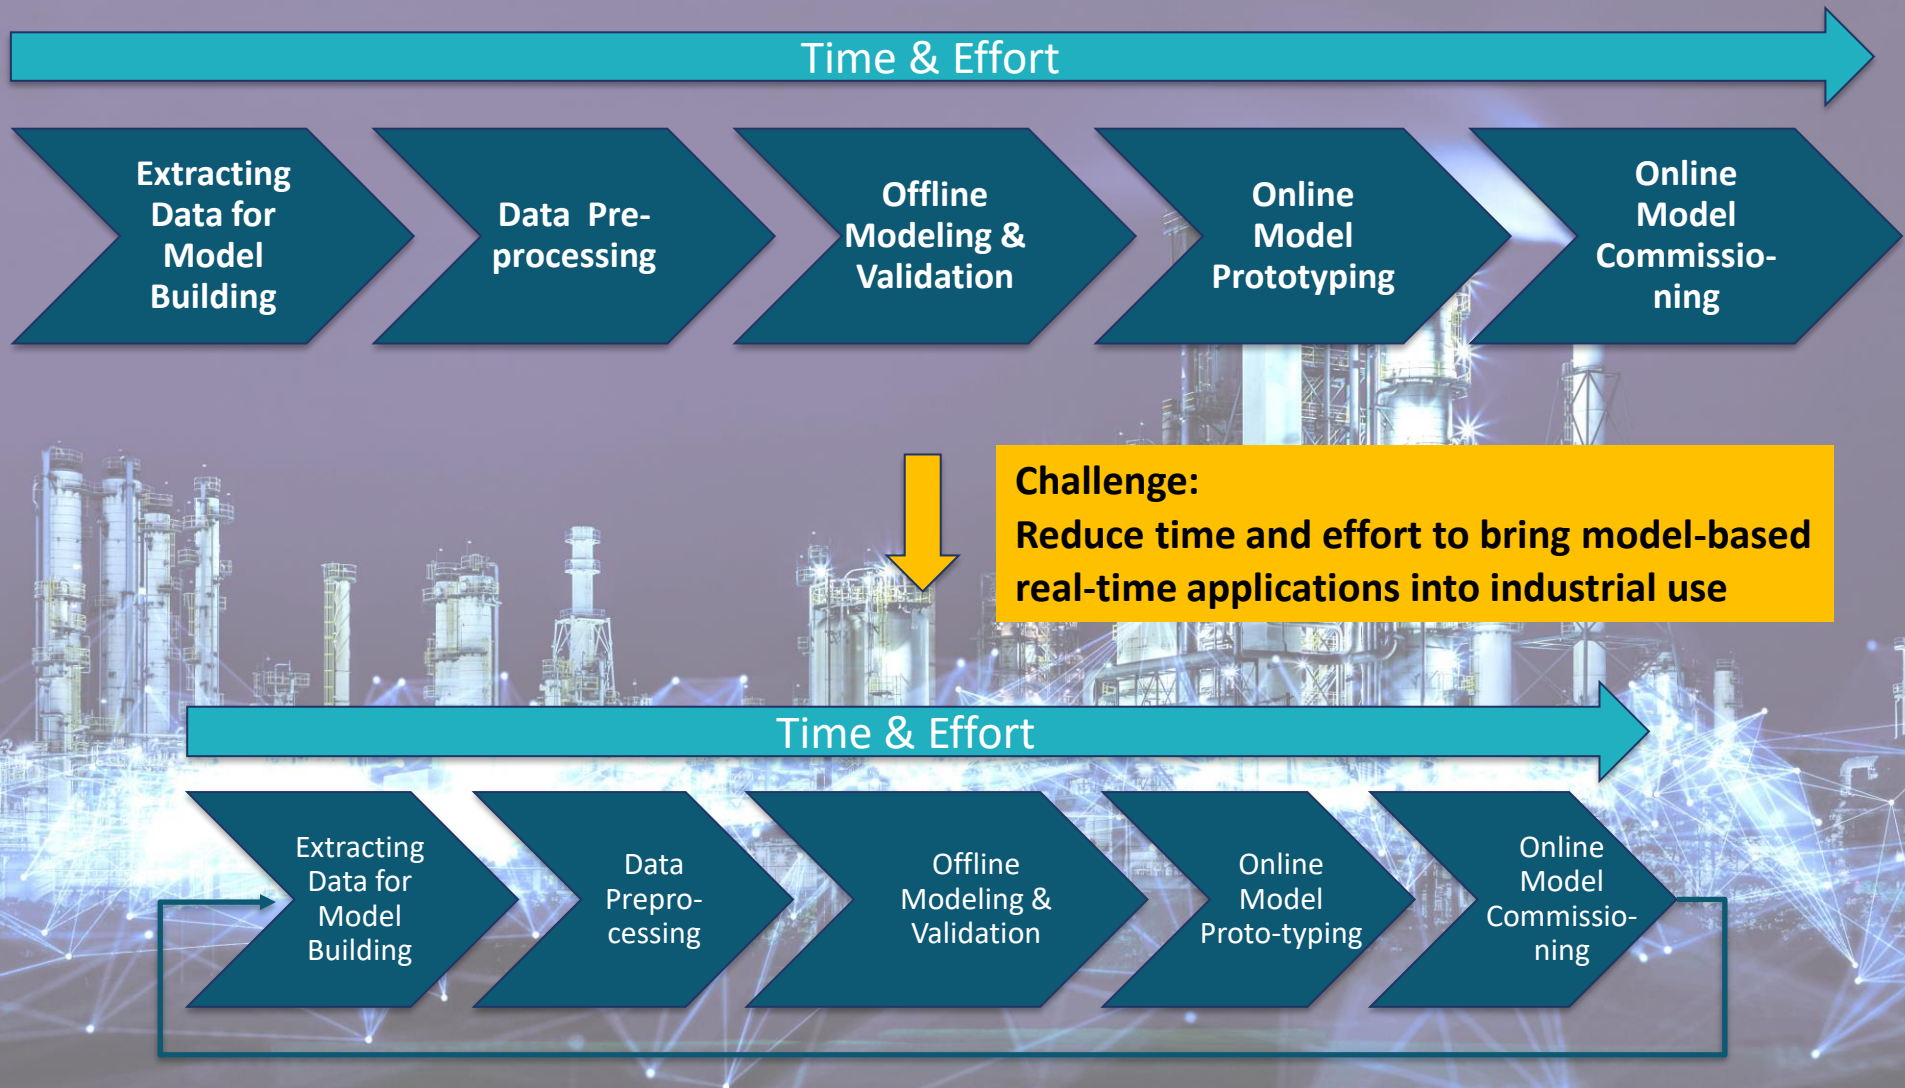 Time & Effort
Extracting
Data for
Model
Building
Data  Pre-
processing
Offline
Modeling &
Validation
Online
Model
Prototyping
Online
Model
Commissio-
ning
Challenge:
Reduce time and effort to bring model-based
real-time applications into industrial use
Time & Effort
Extracting
Data for
Model
Building
Data
Prepro-
cessing
Offline
Modeling &
Validation
Online
Model
Proto-typing
Online
Model
Commissio-
ning